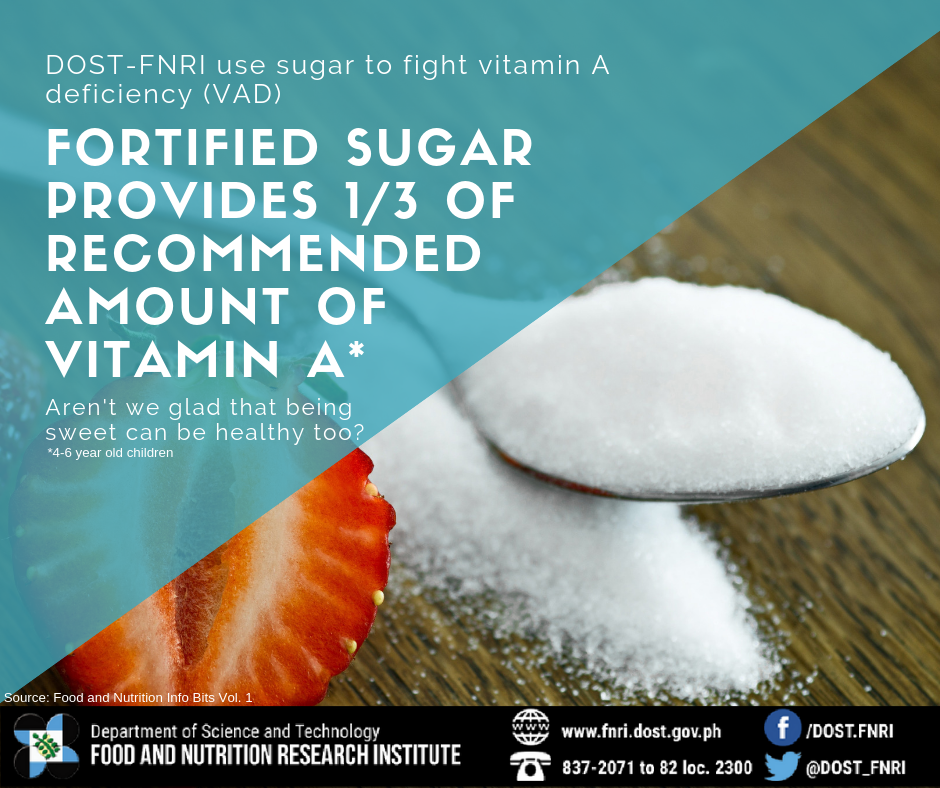 DOST-FNRI use sugar to fight vitamin A
deficiency (VAD)
FORTIFIED SUGAR
PROVIDES 1/3 OF
RECOMMENDED
AMOUNT OF
VITAMIN A*
Aren't we glad that being
sweet can be healthy too?
*4-6 year old children
Source: Food and Nutrition Info Bits Vol. 1
Department of Science and Technology
FOOD AND NUTRITION RESEARCH INSTITUTE
www.fnri.dost.gov.ph
837-2071 to 82 loc. 2300
/DOST.FNRI
@DOST_FNRI